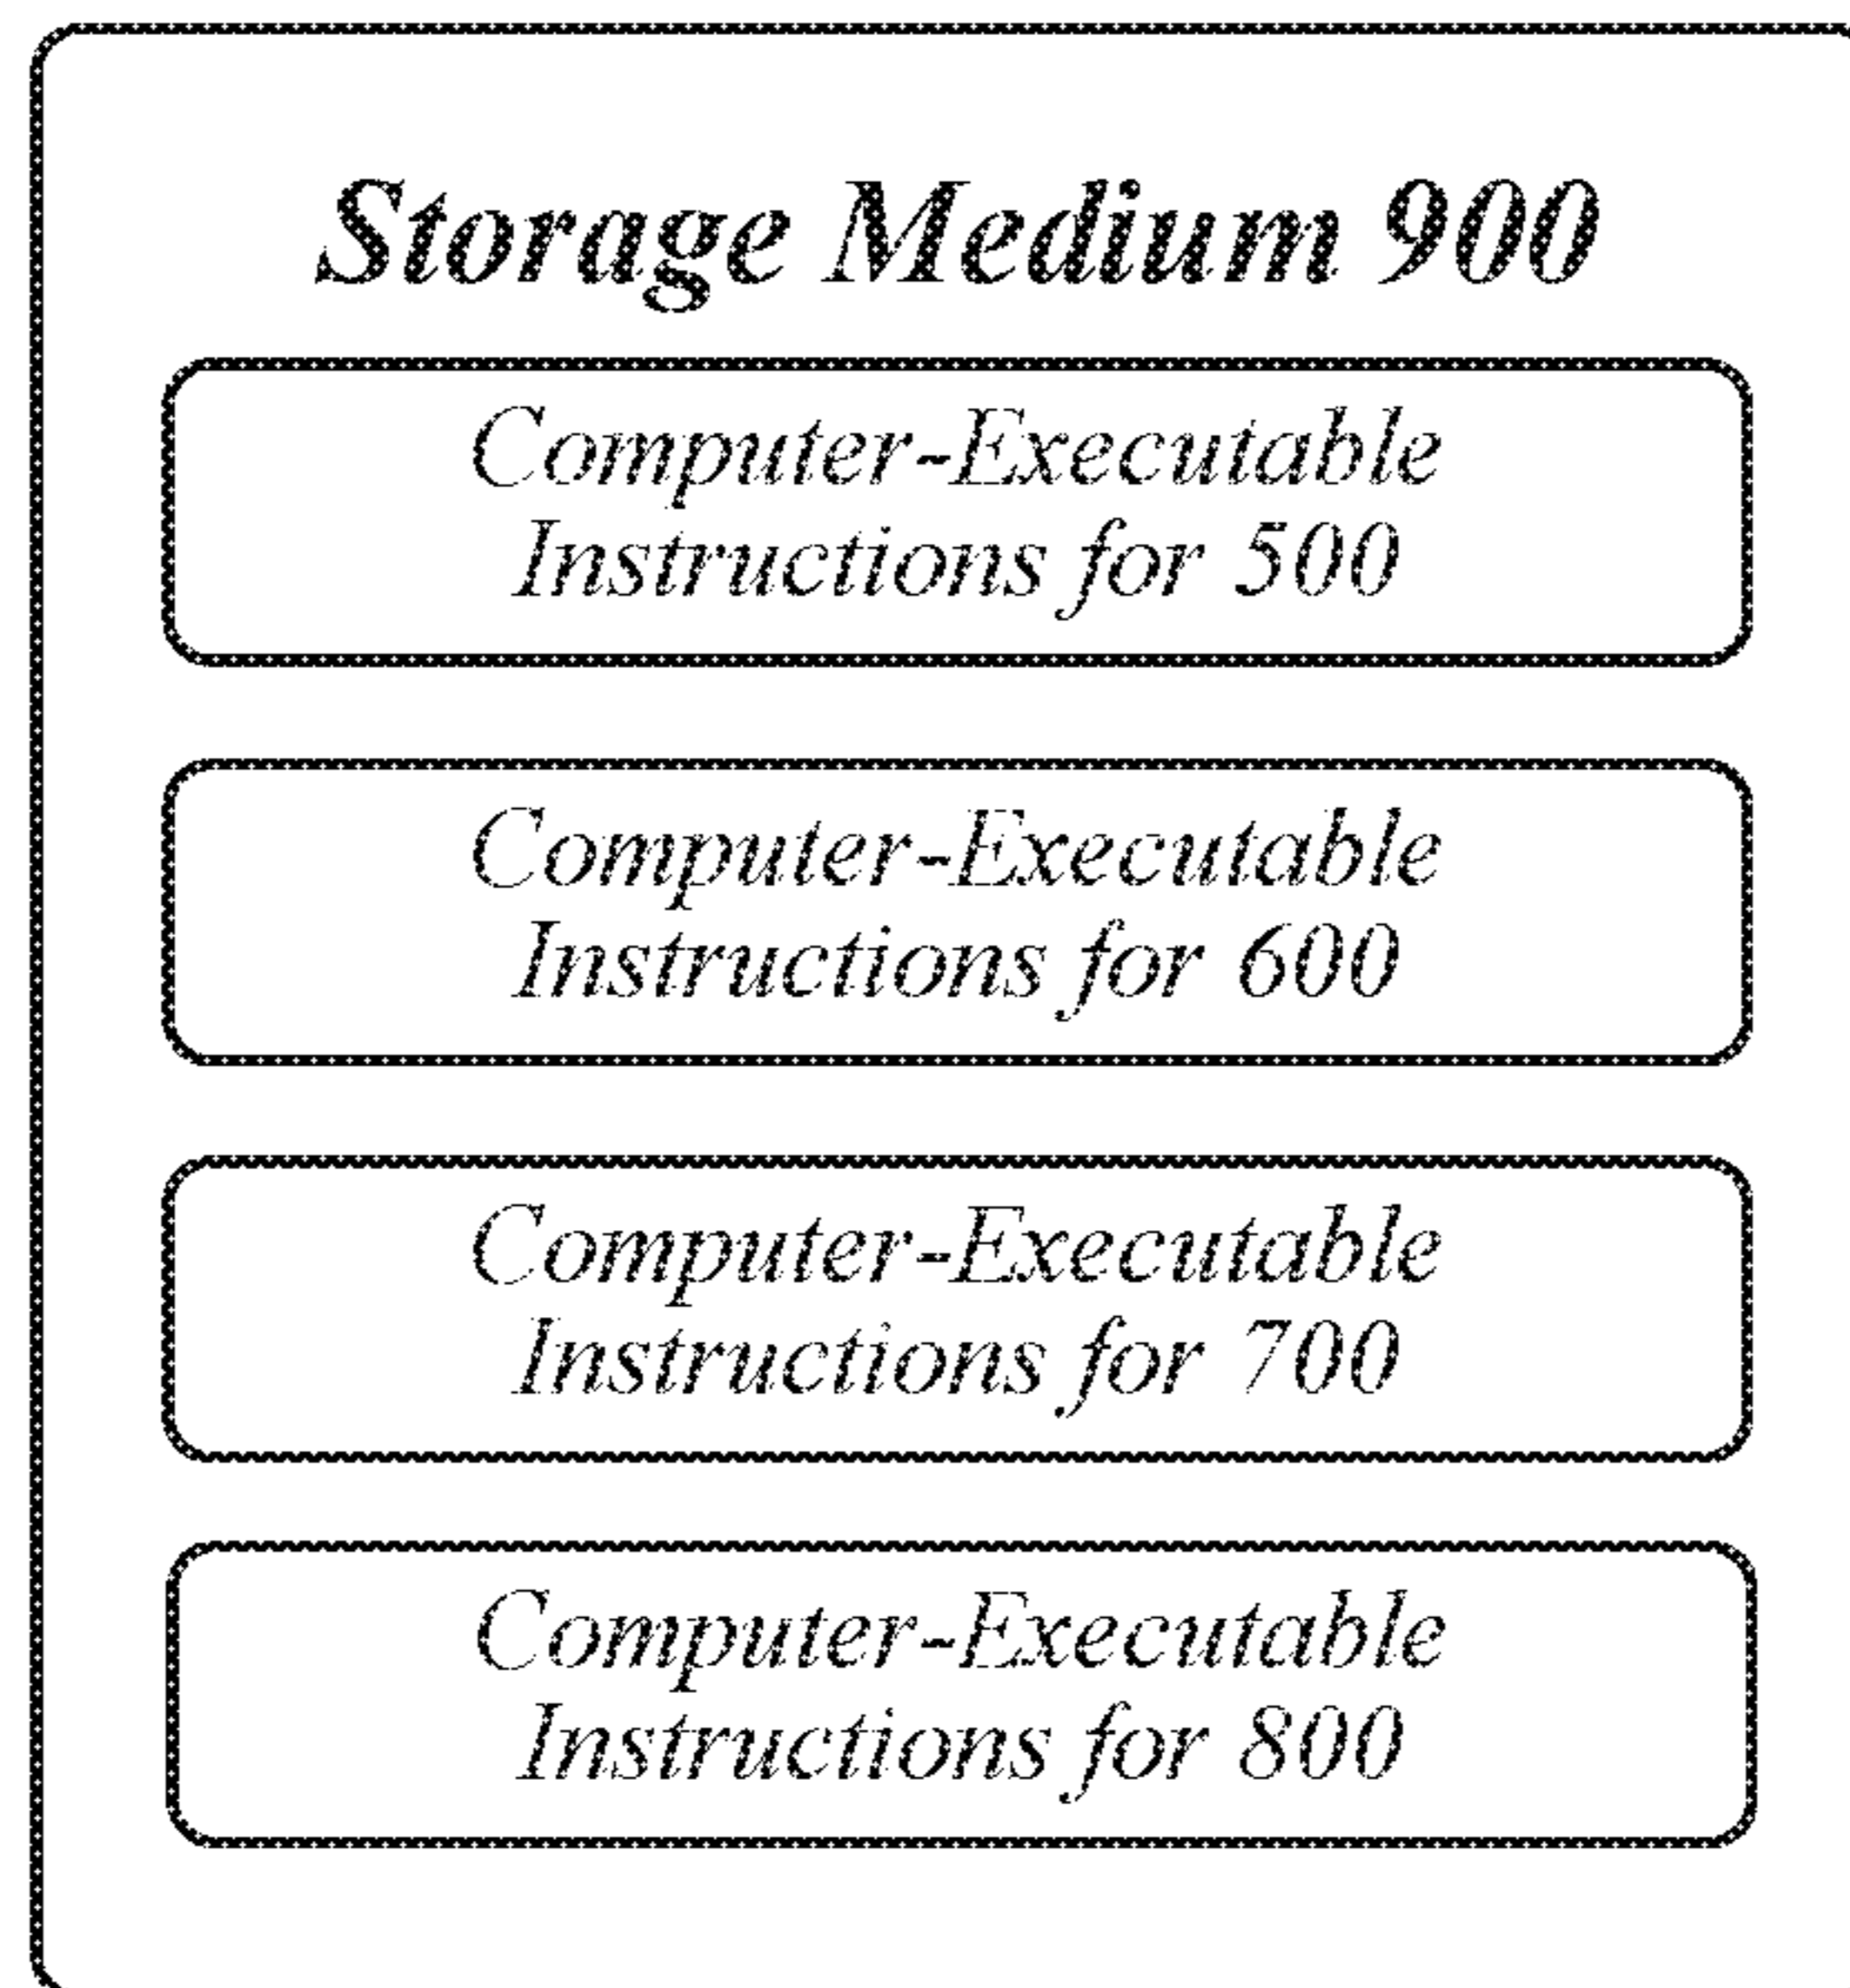 Storage Medium 900
Computer-Executable
Instructions for 500
Computer-Executable
Instructions for 600
Computer-Executable
Instructions for 700
Computer-Executable
Instructions for 800